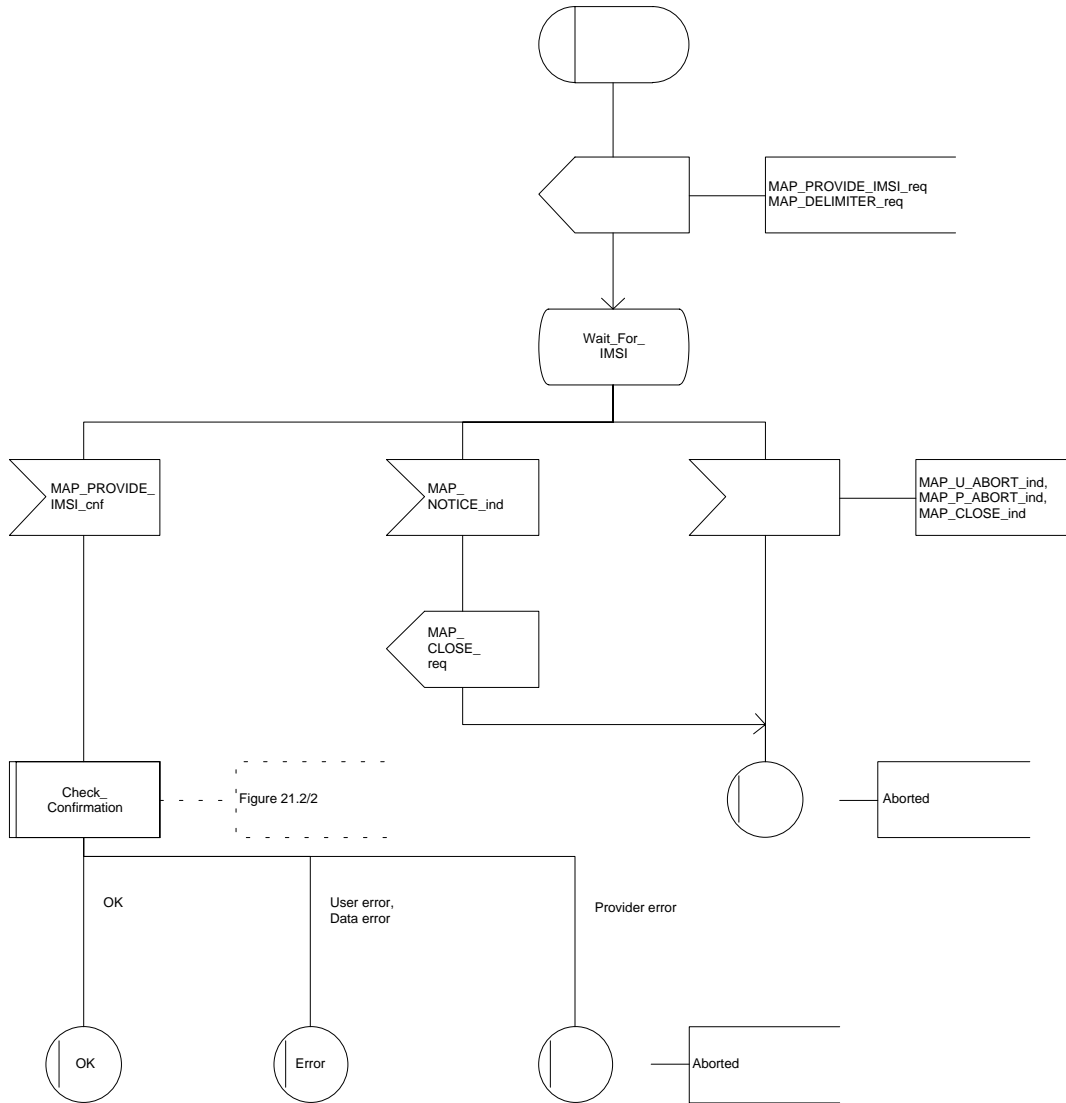 MAP_PROVIDE_IMSI_req
MAP_DELIMITER_req
Wait_For_
IMSI
MAP_PROVIDE_
IMSI_cnf
MAP_
NOTICE_ind
MAP_U_ABORT_ind,
MAP_P_ABORT_ind,
MAP_CLOSE_ind
MAP_
CLOSE_
req
Check_
Confirmation
Figure 21.2/2
Aborted
OK
User error,
Data error
Provider error
OK
Error
Aborted